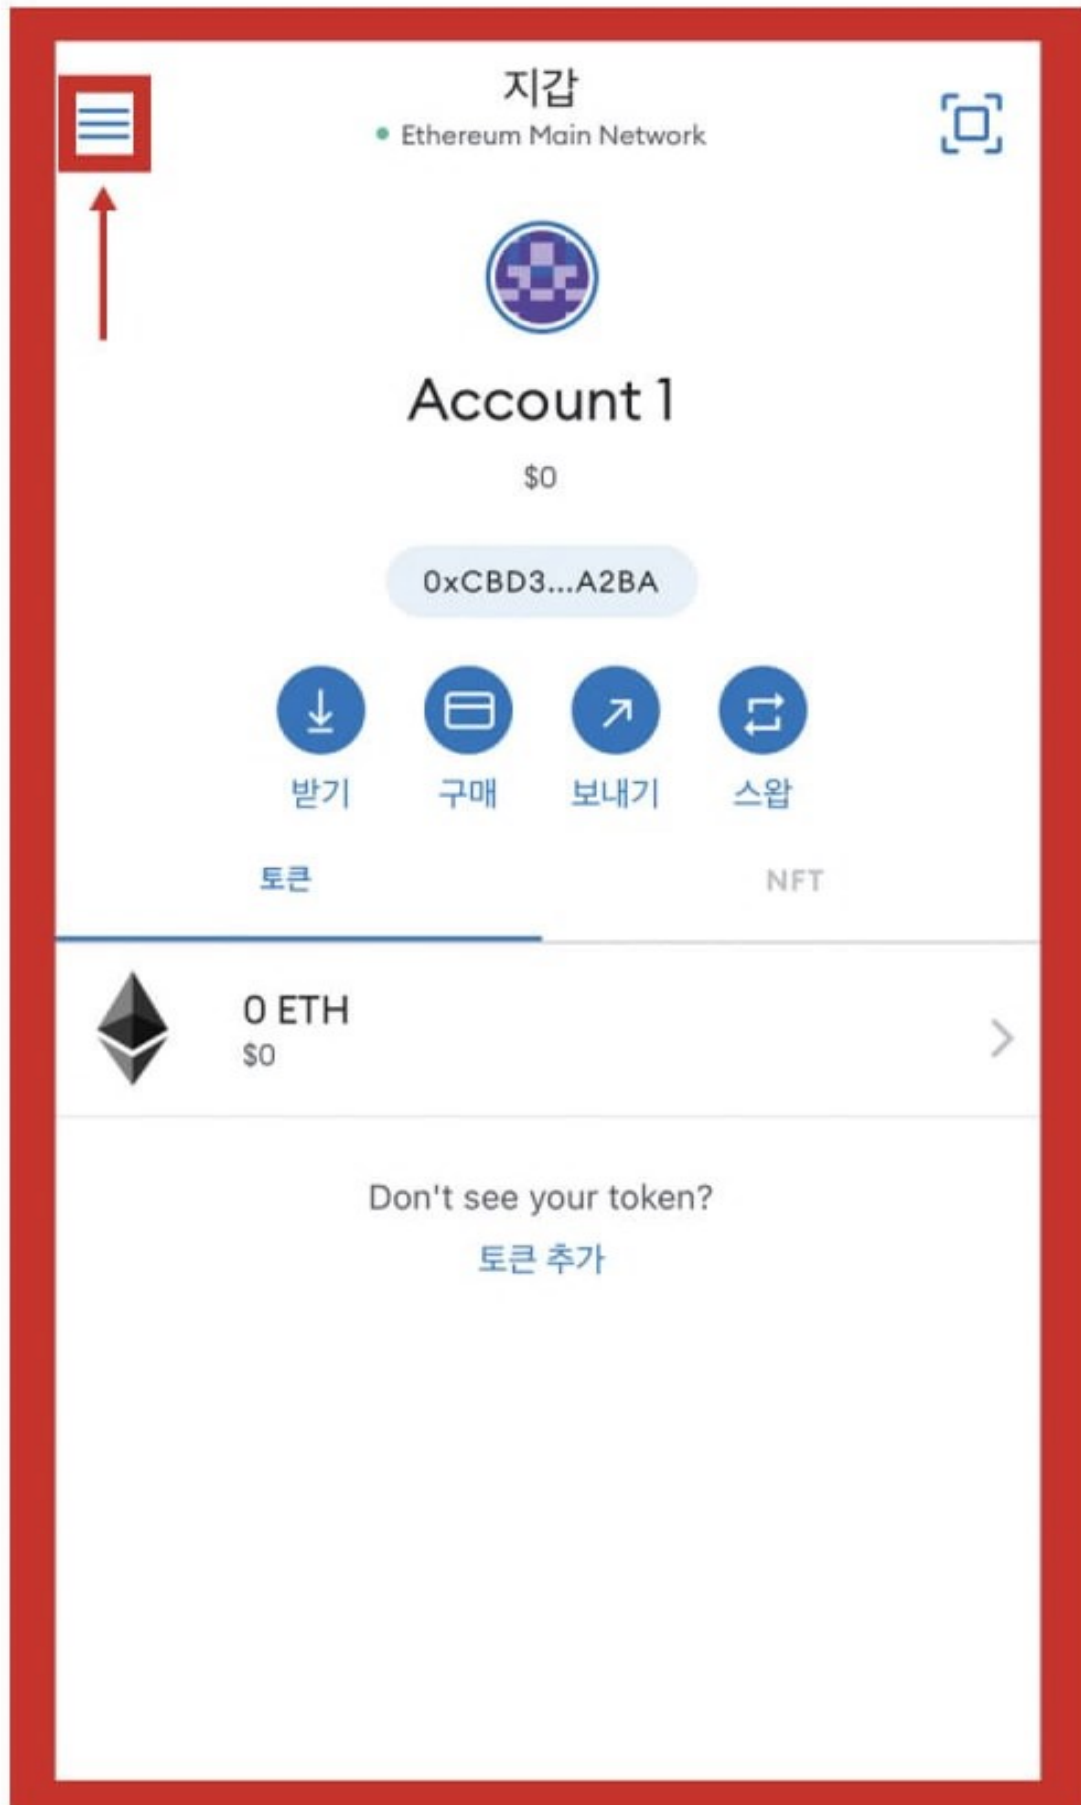 지갑
Ethereum Main Network
Account 1
$0
0xCBD3...A2BA
받기 구매 보내기 스왑
토큰 NFT
0 ETH
$0
Don't see your token?
토큰 추가